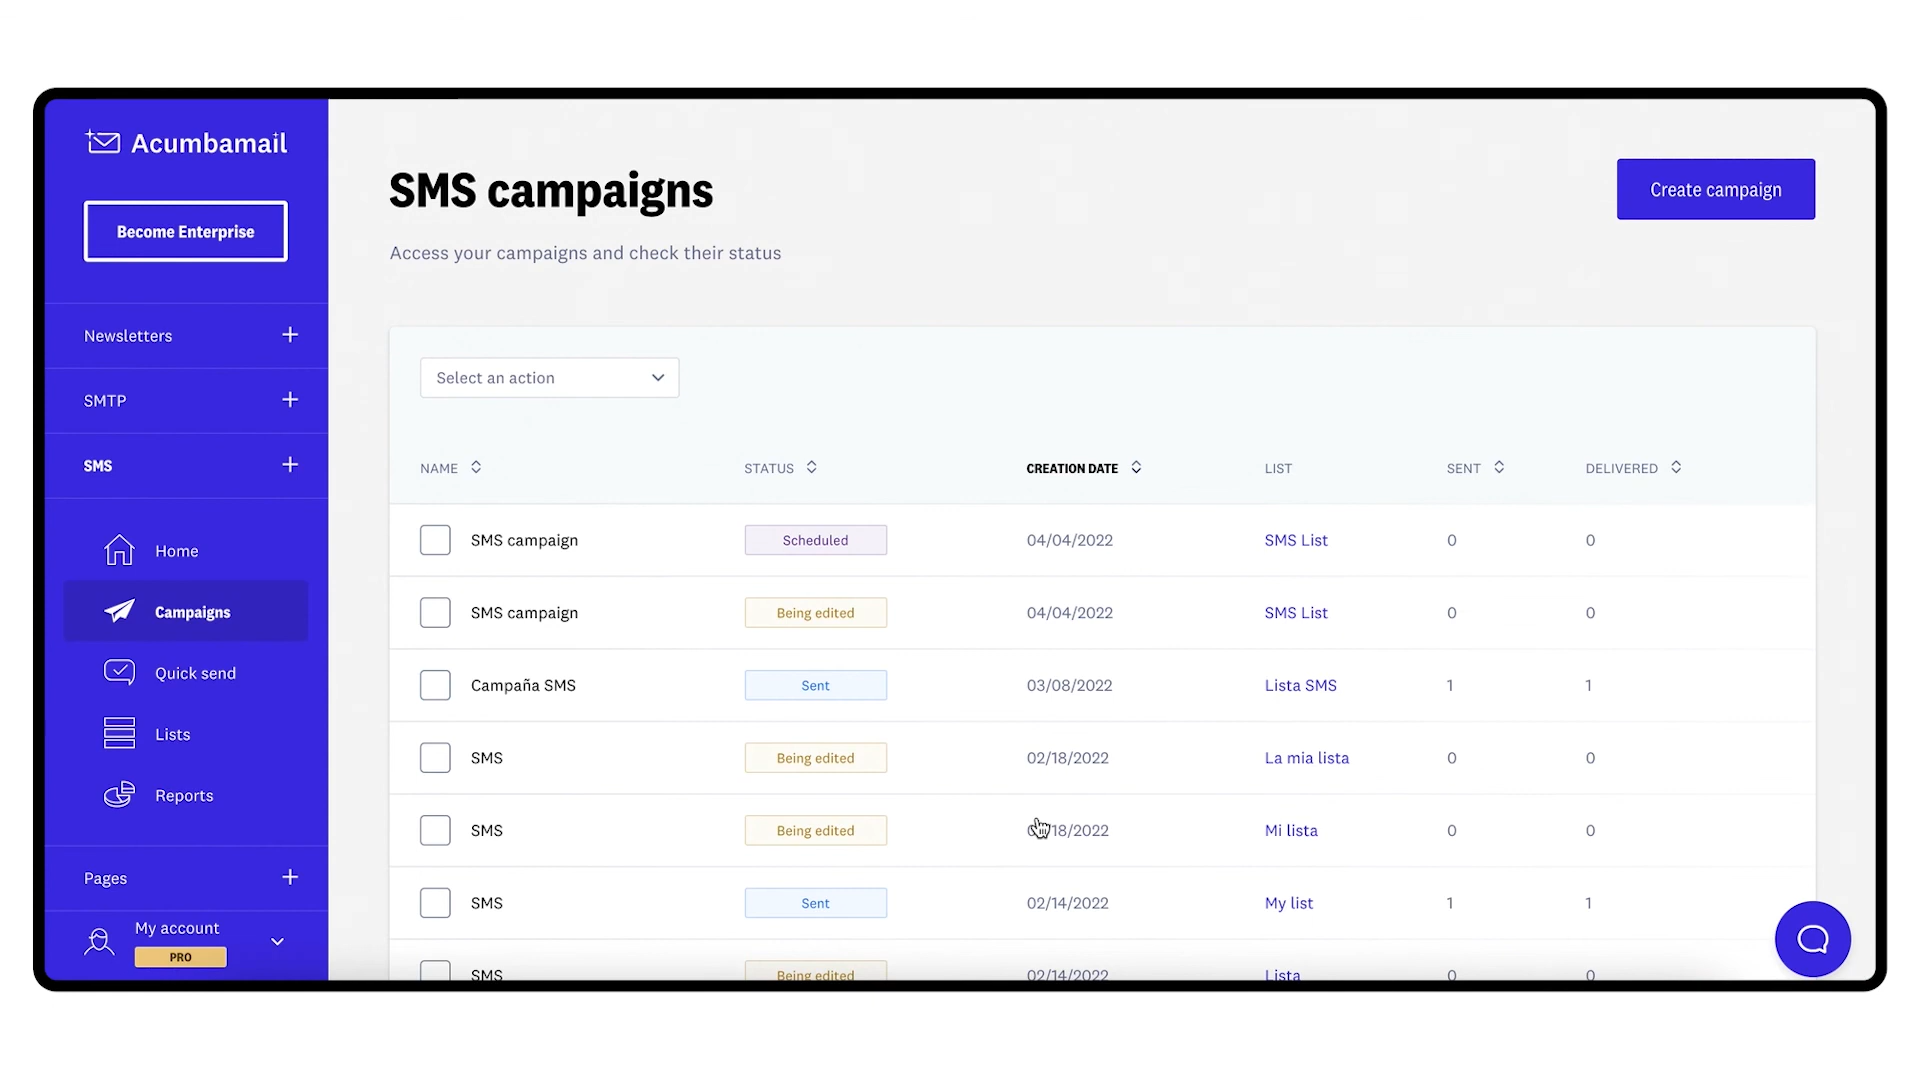 Acumbamail
Become Enterprise
Newsletters
SMTP
SMS
Home
Campaigns
Quick send
Lists
Reports
Pages
My account
PRO
SMS campaigns
Create campaign
Access your campaigns and check their status
Select an action
NAME STATUS CREATION DATE LIST SENT DELIVERED
SMS campaign Scheduled 04/04/2022 SMS List 0 0
SMS campaign Being edited 04/04/2022 SMS List 0 0
Campaña SMS Sent 03/08/2022 Lista SMS 1 1
SMS Being edited 02/18/2022 La mia lista 0 0
SMS Being edited 18/2022 Mi lista 0 0
SMS Sent 02/14/2022 My list 1 1
SMS Being edited 02/14/2022 Lista 0 0